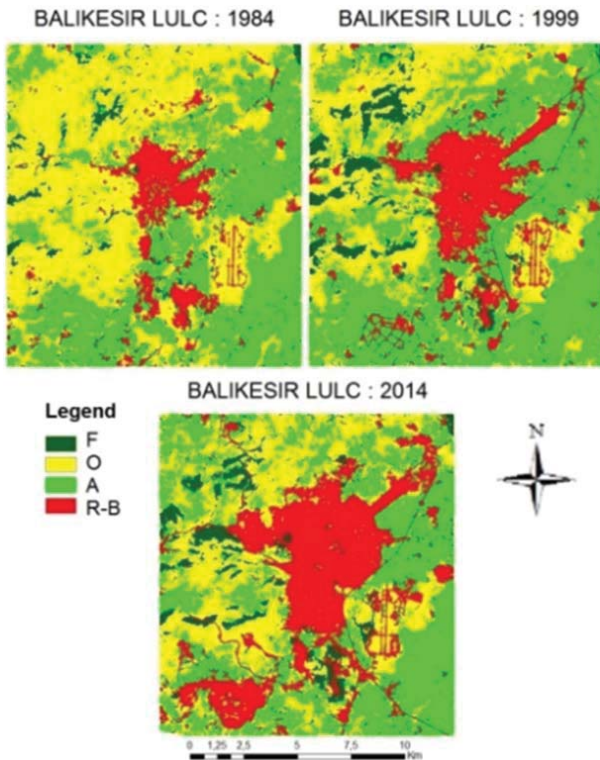 BALIKESIR LULC : 1984
BALIKESIR LULC : 1999
BALIKESIR LULC : 2014
Legend
F
O
A
R-B
N
0 1,25 2,5 5 7,5 10
Km